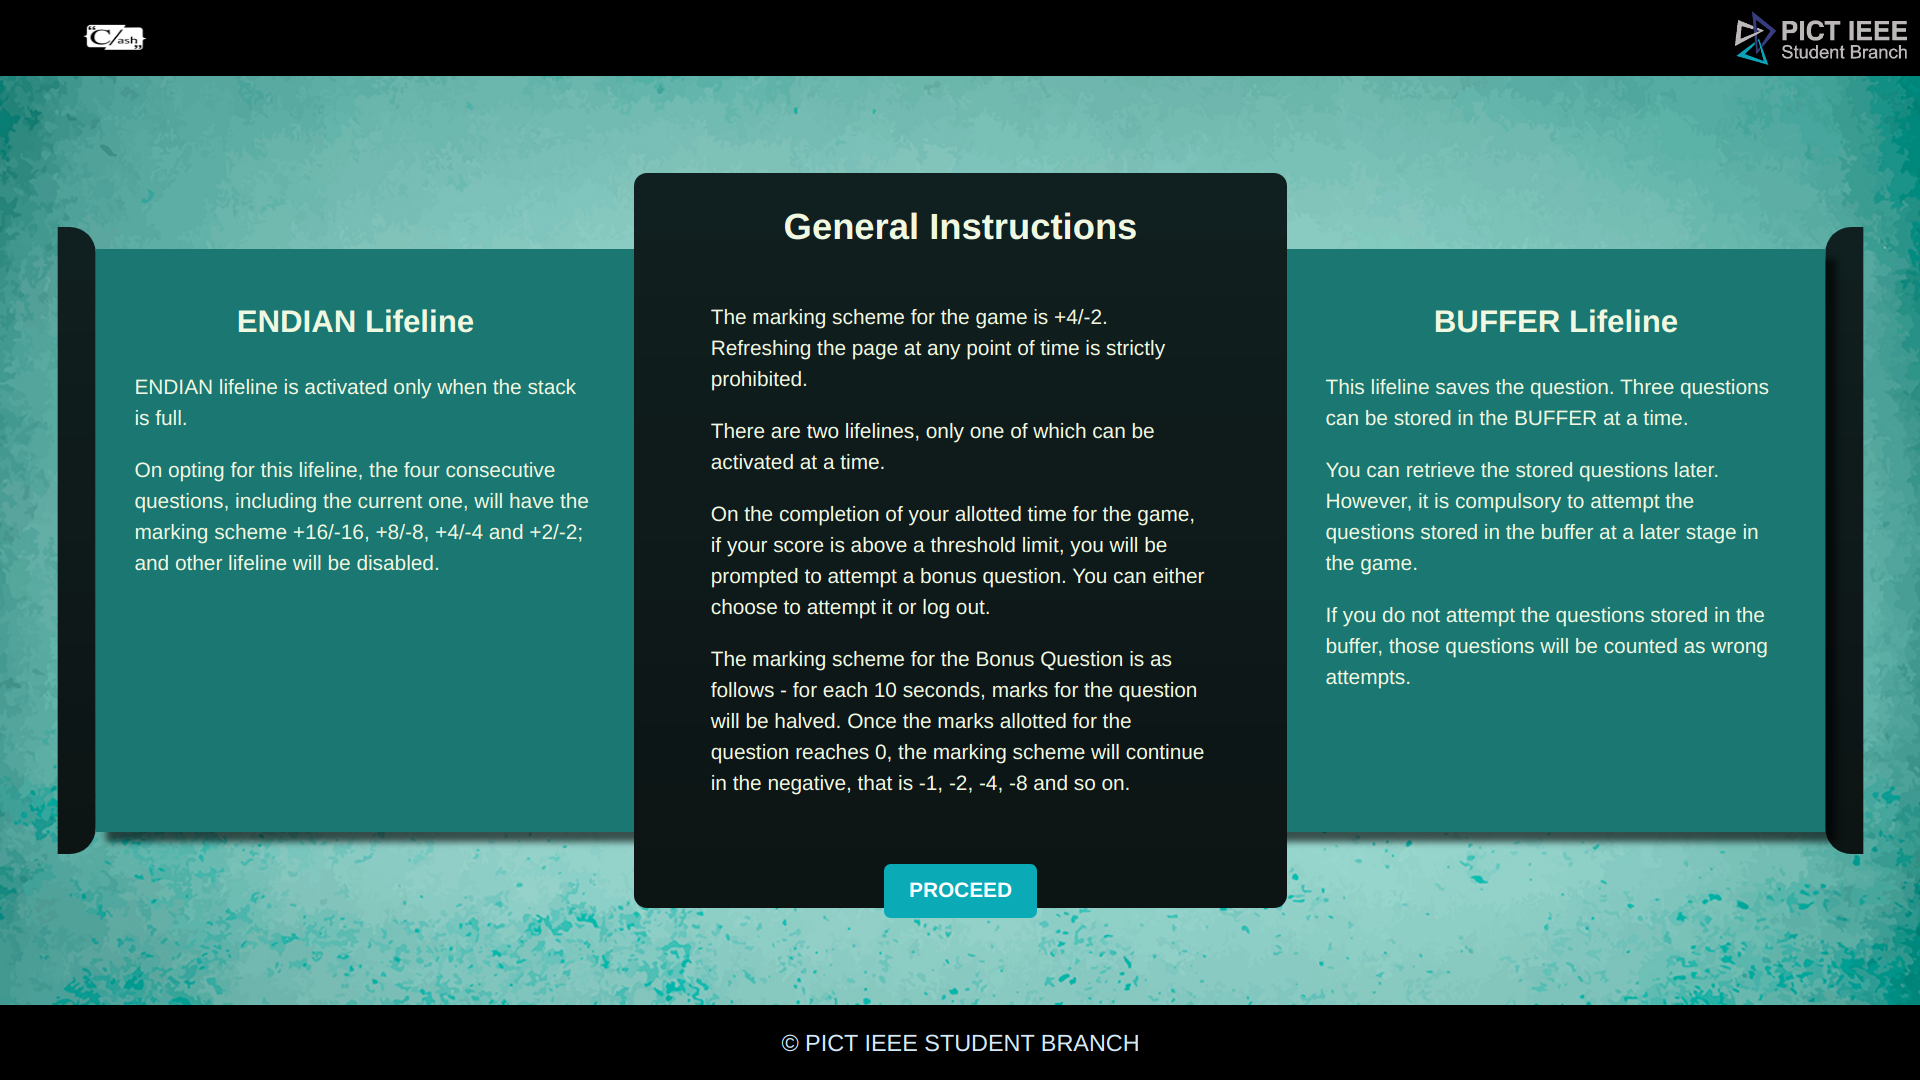 "C/ash"
PICT IEEE
Student Branch
General Instructions
The marking scheme for the game is +4/-2.
Refreshing the page at any point of time is strictly
prohibited.
There are two lifelines, only one of which can be
activated at a time.
On the completion of your allotted time for the game,
if your score is above a threshold limit, you will be
prompted to attempt a bonus question. You can either
choose to attempt it or log out.
The marking scheme for the Bonus Question is as
follows - for each 10 seconds, marks for the question
will be halved. Once the marks allotted for the
question reaches 0, the marking scheme will continue
in the negative, that is -1, -2, -4, -8 and so on.
PROCEED
ENDIAN Lifeline
ENDIAN lifeline is activated only when the stack
is full.
On opting for this lifeline, the four consecutive
questions, including the current one, will have the
marking scheme +16/-16, +8/-8, +4/-4 and +2/-2;
and other lifeline will be disabled.
BUFFER Lifeline
This lifeline saves the question. Three questions
can be stored in the BUFFER at a time.
You can retrieve the stored questions later.
However, it is compulsory to attempt the
questions stored in the buffer at a later stage in
the game.
If you do not attempt the questions stored in the
buffer, those questions will be counted as wrong
attempts.
© PICT IEEE STUDENT BRANCH